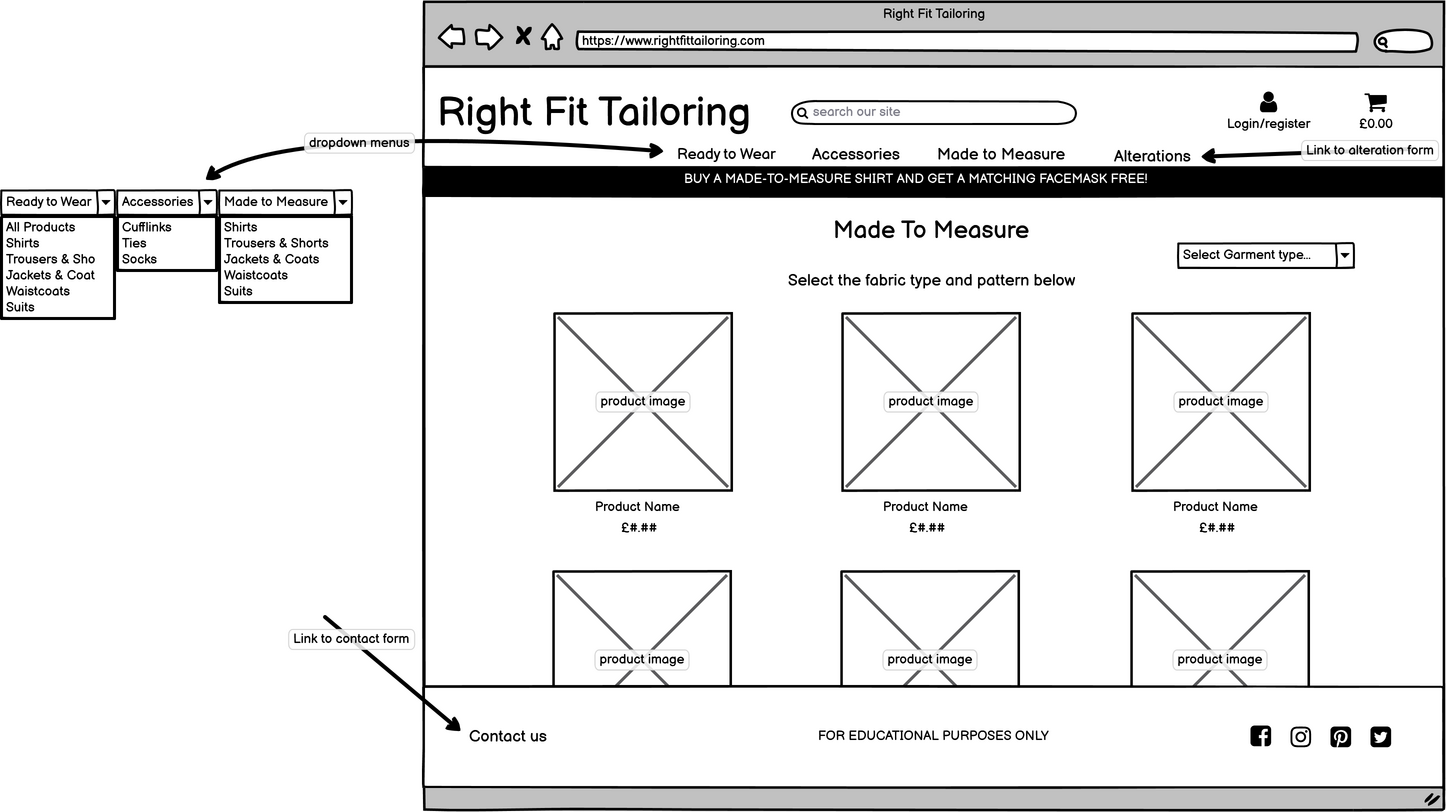 Right Fit Tailoring
https://www.rightfittailoring.com
Right Fit Tailoring
search our site
Login/register
£0.00
dropdown menus
Ready to Wear
Accessories
Made to Measure
Alterations
Link to alteration form
BUY A MADE-TO-MEASURE SHIRT AND GET A MATCHING FACEMASK FREE!
Ready to Wear
All Products
Shirts
Trousers & Sho
Jackets & Coat
Waistcoats
Suits
Accessories
Cufflinks
Ties
Socks
Made to Measure
Shirts
Trousers & Shorts
Jackets & Coats
Waistcoats
Suits
Made To Measure
Select Garment type...
Select the fabric type and pattern below
product image
product image
product image
Product Name
Product Name
Product Name
£#.##
£#.##
£#.##
Link to contact form
product image
product image
product image
Contact us
FOR EDUCATIONAL PURPOSES ONLY